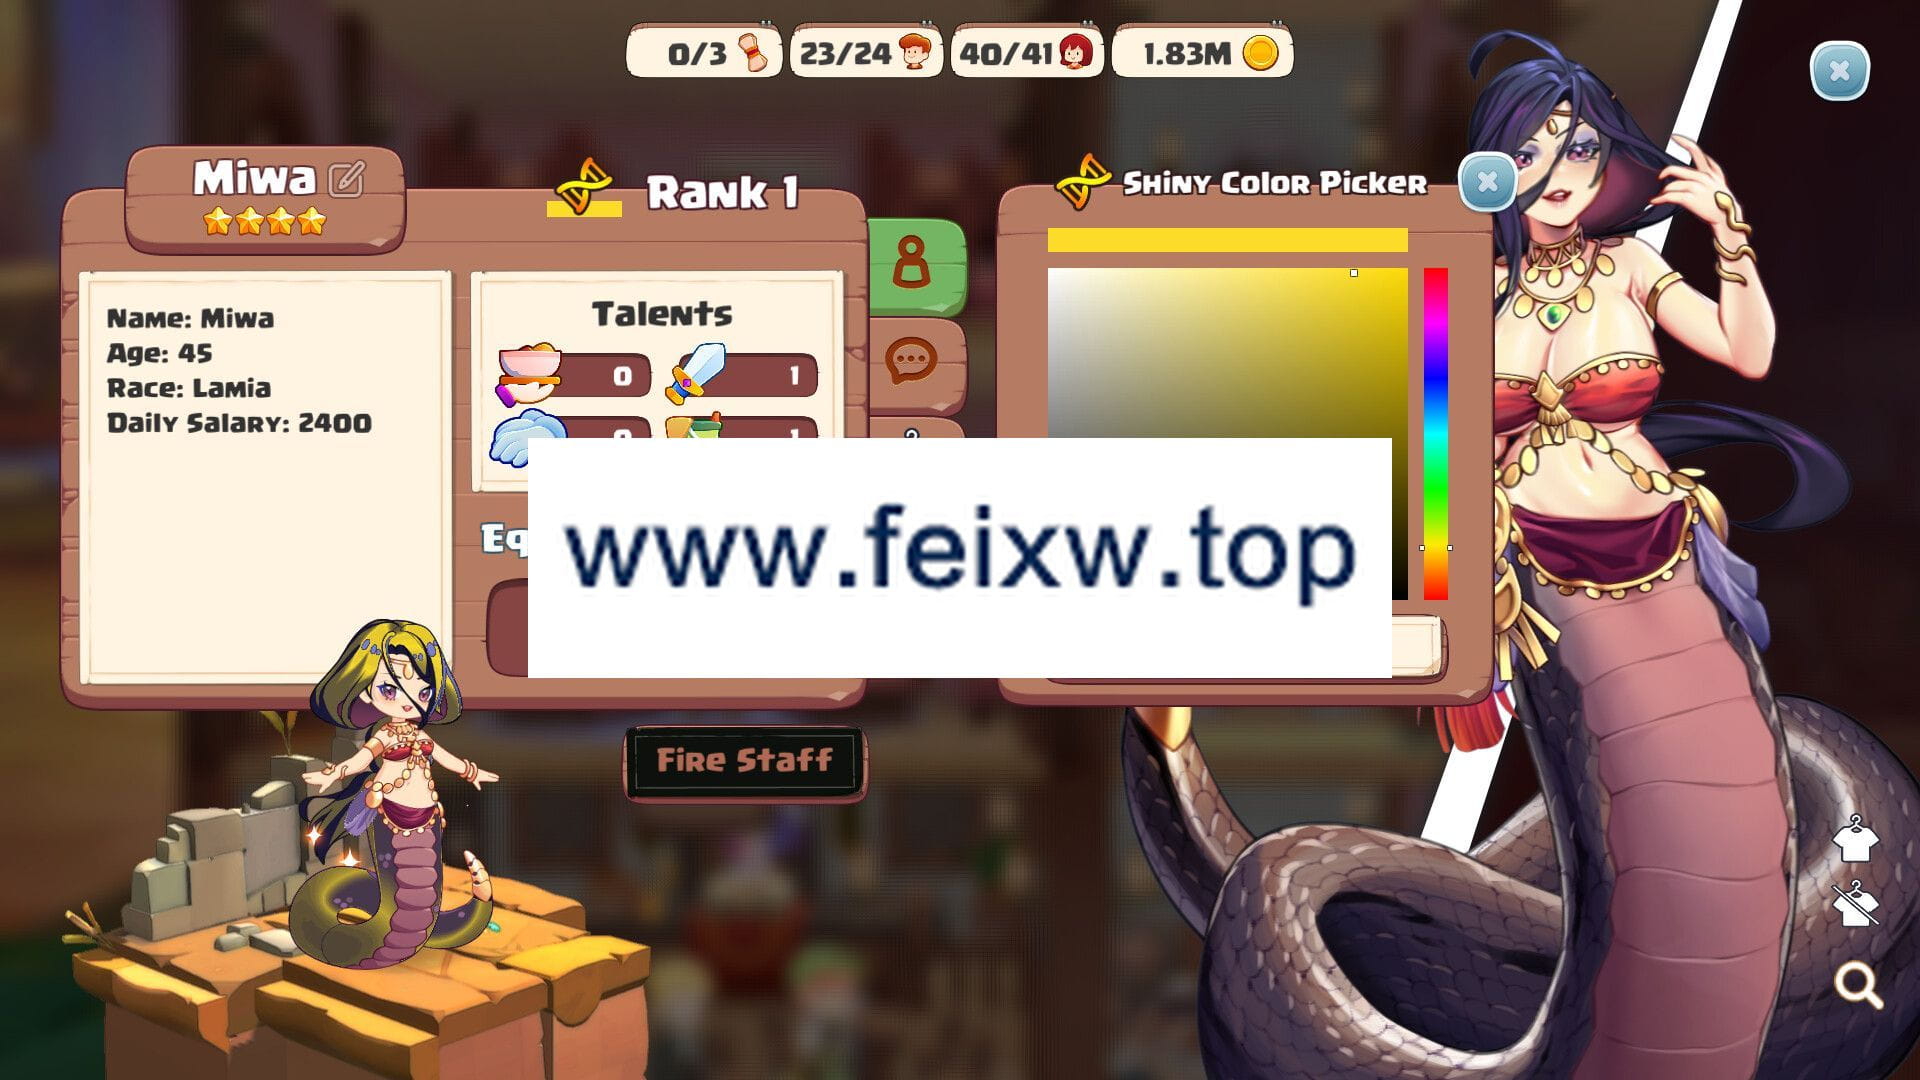 0/3
23/24
40/41
1.83M
Miwa
Rank 1
Shiny Color Picker
Name: Miwa
Age: 45
Race: Lamia
Daily Salary: 2400
Talents
0
1
www.feixw.top
Fire Staff